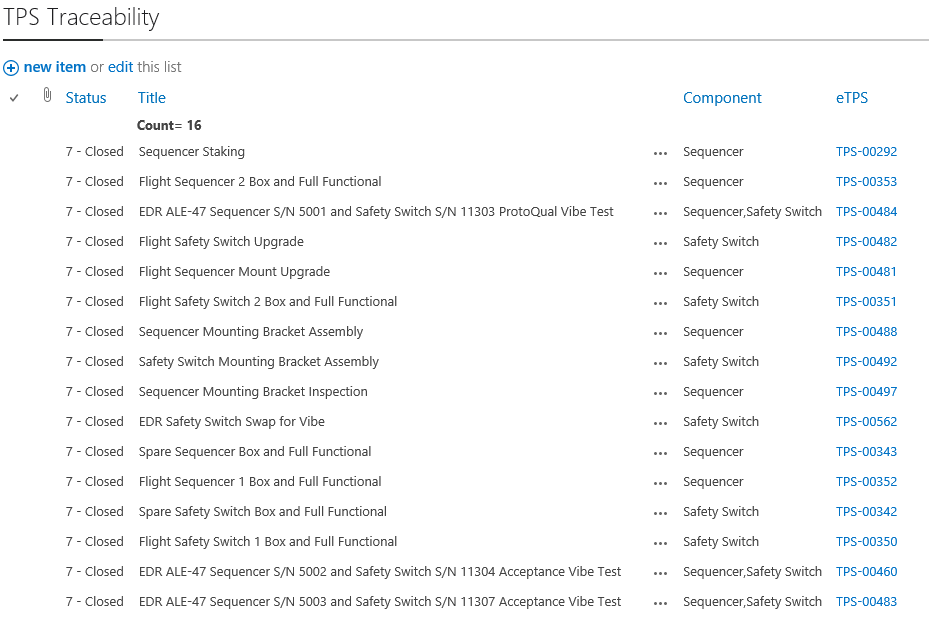 TPS Traceability
new item or edit this list
Status Title Component eTPS
Count= 16
7 - Closed Sequencer Staking ... Sequencer TPS-00292
7 - Closed Flight Sequencer 2 Box and Full Functional ... Sequencer TPS-00353
7 - Closed EDR ALE-47 Sequencer S/N 5001 and Safety Switch S/N 11303 ProtoQual Vibe Test ... Sequencer,Safety Switch TPS-00484
7 - Closed Flight Safety Switch Upgrade ... Safety Switch TPS-00482
7 - Closed Flight Sequencer Mount Upgrade ... Sequencer TPS-00481
7 - Closed Flight Safety Switch 2 Box and Full Functional ... Safety Switch TPS-00351
7 - Closed Sequencer Mounting Bracket Assembly ... Sequencer TPS-00488
7 - Closed Safety Switch Mounting Bracket Assembly ... Safety Switch TPS-00492
7 - Closed Sequencer Mounting Bracket Inspection ... Sequencer TPS-00497
7 - Closed EDR Safety Switch Swap for Vibe ... Safety Switch TPS-00562
7 - Closed Spare Sequencer Box and Full Functional ... Sequencer TPS-00343
7 - Closed Flight Sequencer 1 Box and Full Functional ... Sequencer TPS-00352
7 - Closed Spare Safety Switch Box and Full Functional ... Safety Switch TPS-00342
7 - Closed Flight Safety Switch 1 Box and Full Functional ... Safety Switch TPS-00350
7 - Closed EDR ALE-47 Sequencer S/N 5002 and Safety Switch S/N 11304 Acceptance Vibe Test ... Sequencer,Safety Switch TPS-00460
7 - Closed EDR ALE-47 Sequencer S/N 5003 and Safety Switch S/N 11307 Acceptance Vibe Test ... Sequencer,Safety Switch TPS-00483